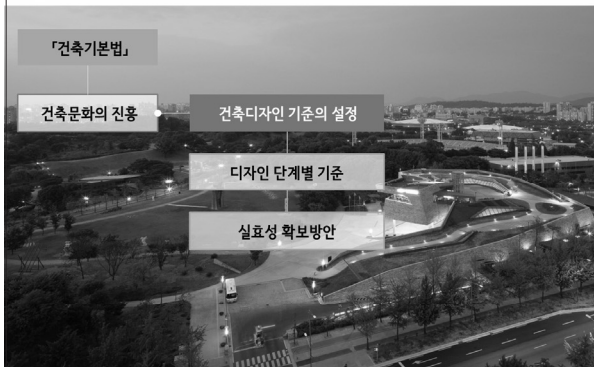 「건축기본법」
건축문화의 진흥
건축디자인 기준의 설정
디자인 단계별 기준
실효성 확보방안